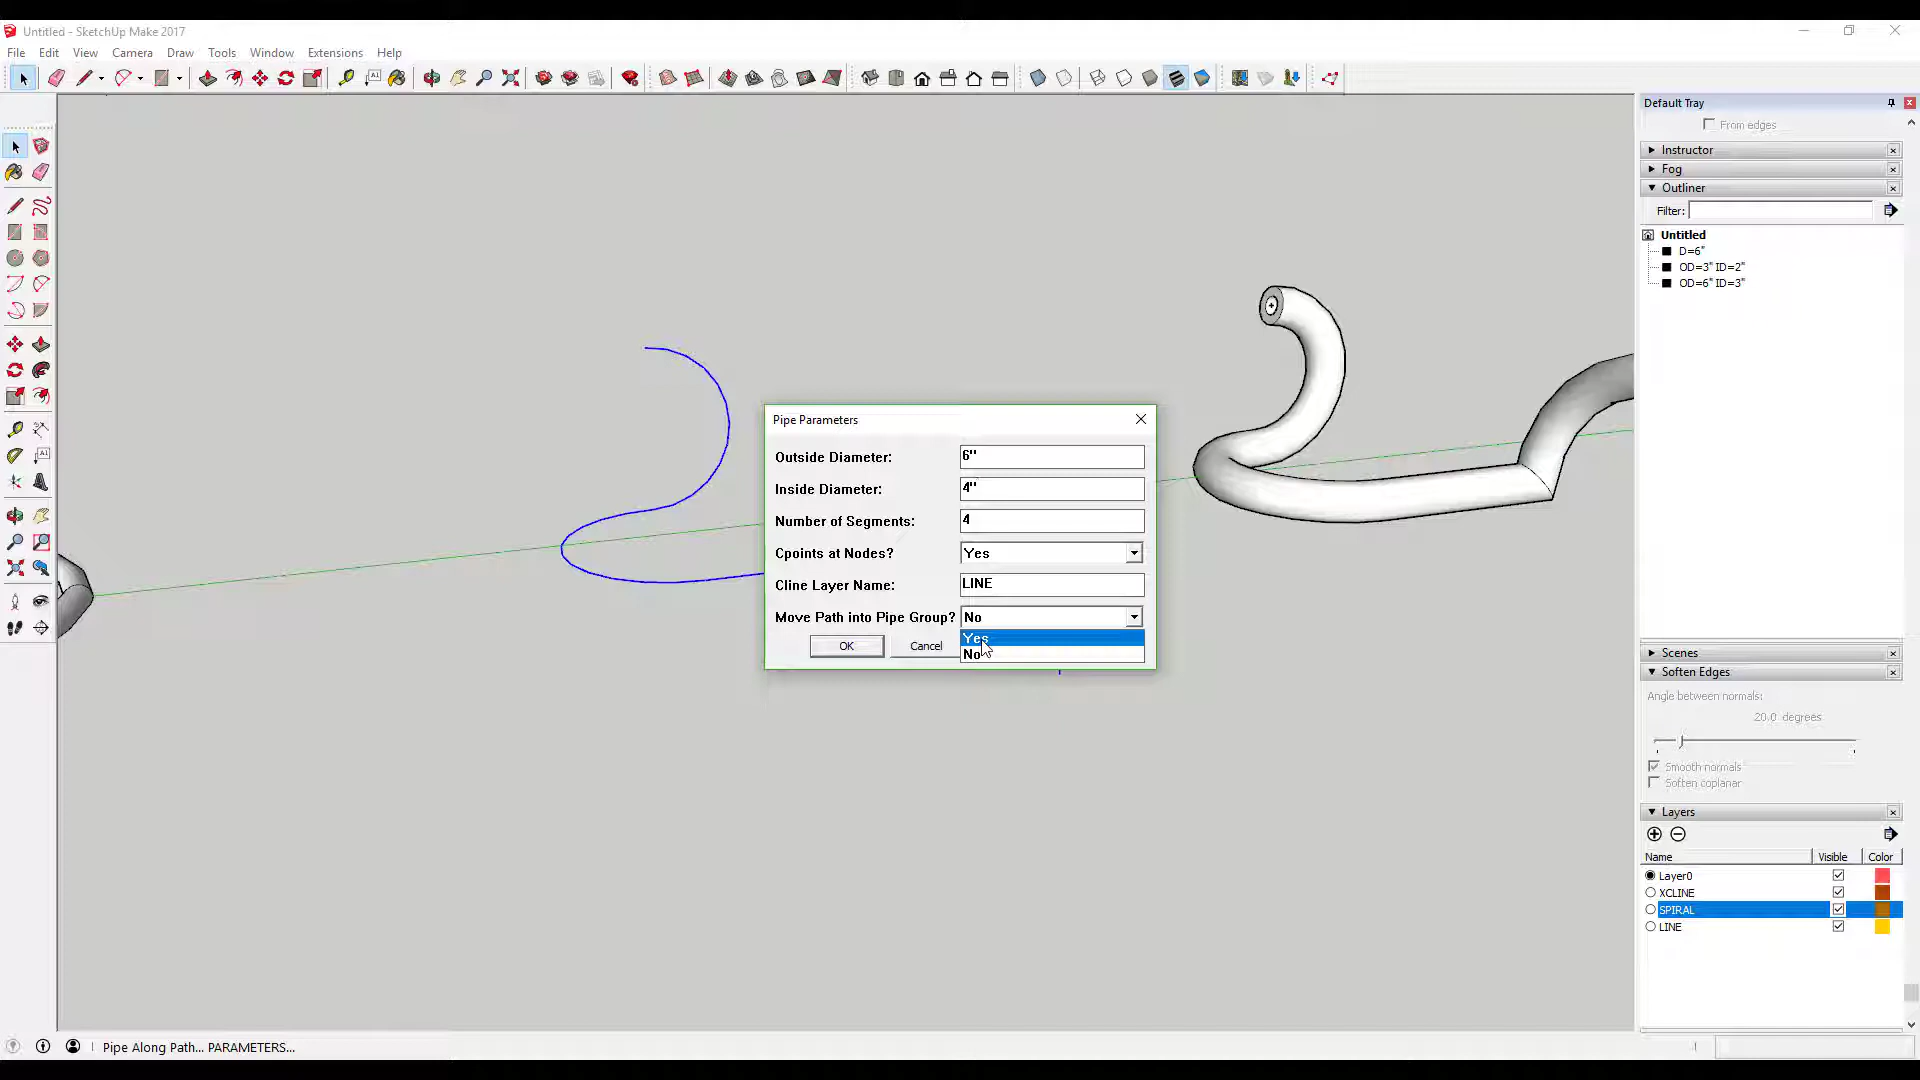 Untitled - SketchUp Make 2017
File Edit View Camera Draw Tools Window Extensions Help
Default Tray
From edges
Instructor
Fog
Outliner
Filter:
Untitled
D=6"
OD=3" ID=2"
OD=6" ID=3"
Pipe Parameters
Outside Diameter: 6"
Inside Diameter: 4"
Number of Segments: 4
Cpoints at Nodes? Yes
Cline Layer Name: LINE
Move Path into Pipe Group? No
Yes
No
OK Cancel
Scenes
Soften Edges
Angle between normals:
20.0 degrees
Smooth normals
Soften coplanar
Layers
Name Visible Color
Layer0
XCLINE
SPIRAL
LINE
Pipe Along Path... PARAMETERS...